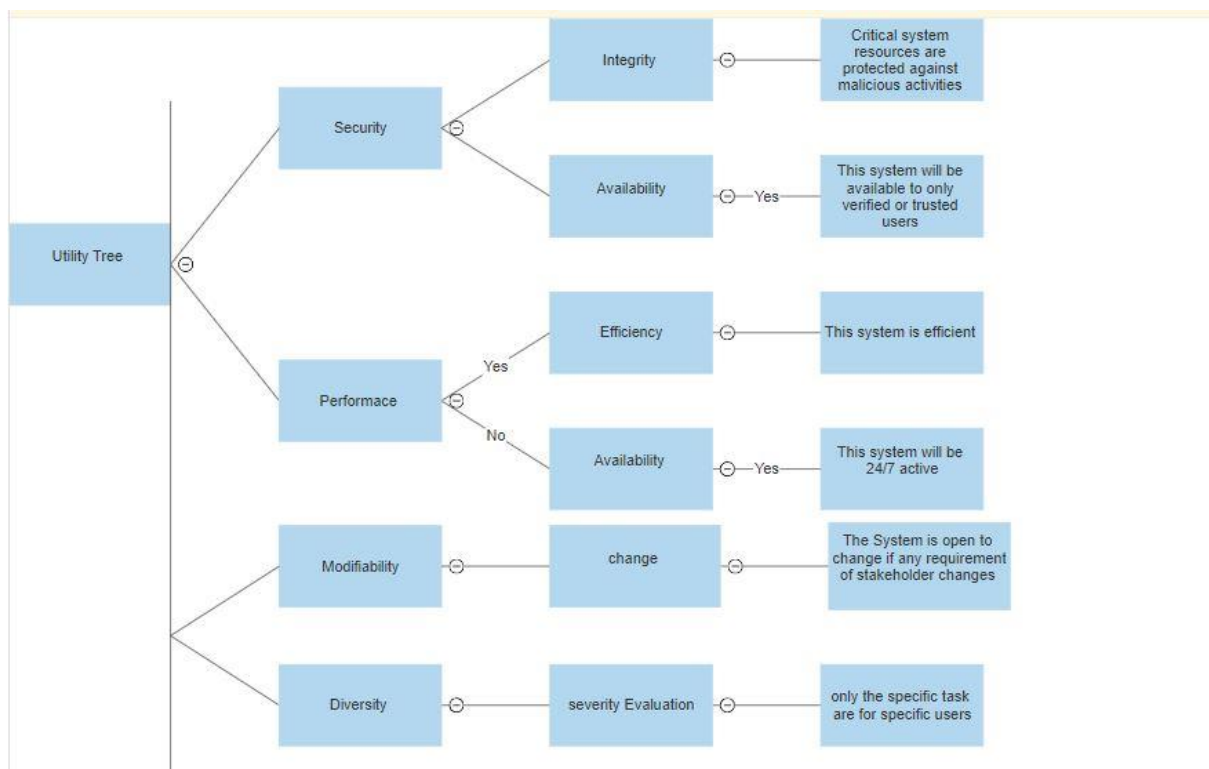 Utility Tree
Security
Integrity
Critical system
resources are
protected against
malicious activities
Availability
Yes
This system will be
available to only
verified or trusted
users
Performace
Yes
Efficiency
This system is efficient
No
Availability
Yes
This system will be
24/7 active
Modifiability
change
The System is open to
change if any requirement
of stakeholder changes
Diversity
severity Evaluation
only the specific task
are for specific users